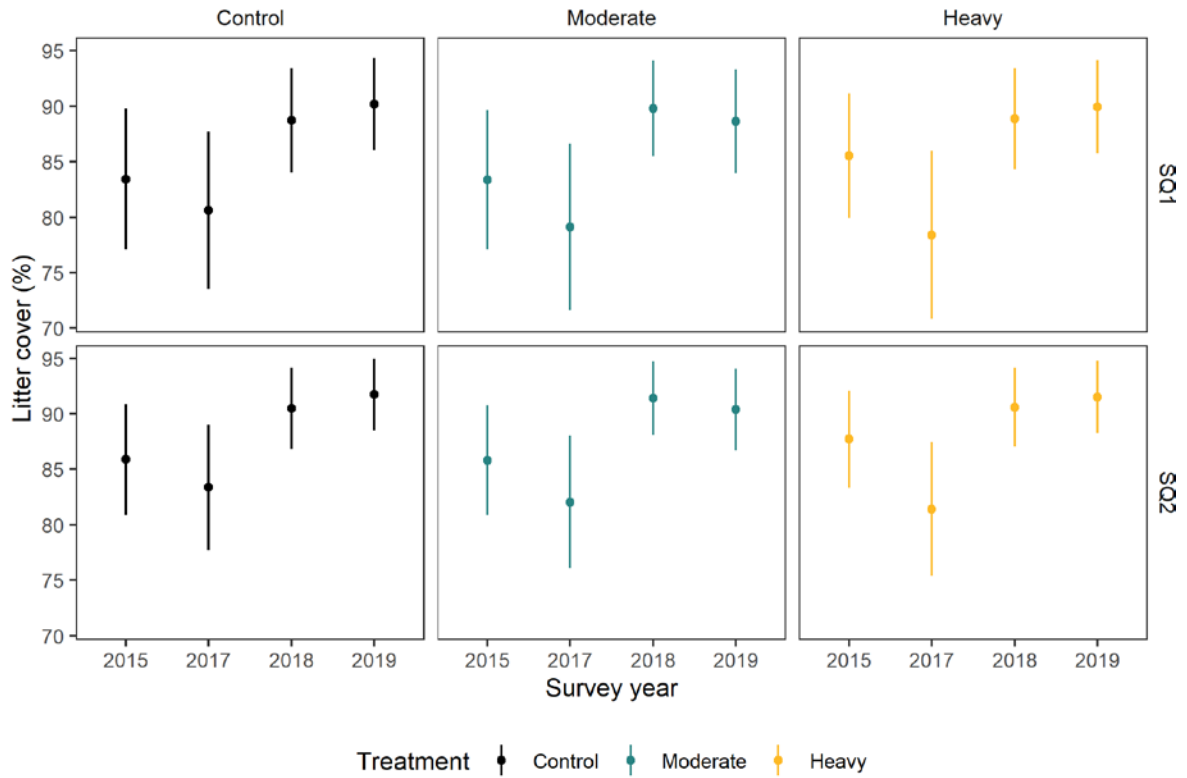 Control Moderate Heavy
Litter cover (%)
95
90
85
80
75
70
SQ1
95
90
85
80
75
70
SQ2
2015 2017 2018 2019 2015 2017 2018 2019 2015 2017 2018 2019
Survey year
Treatment Control Moderate Heavy